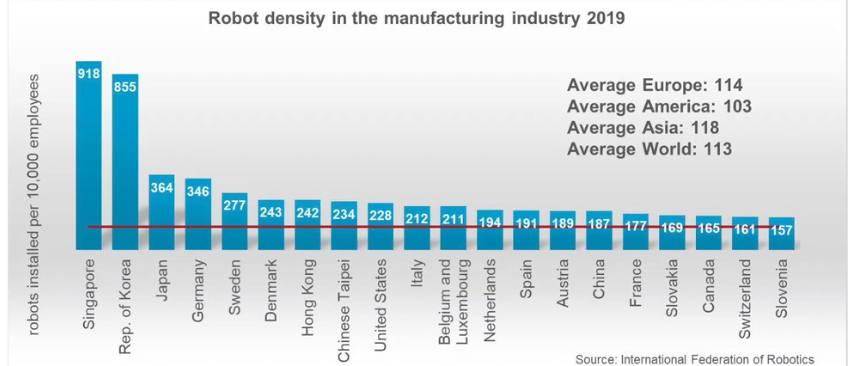 Robot density in the manufacturing industry 2019
robots installed per 10,000 employees
Average Europe: 114
Average America: 103
Average Asia: 118
Average World: 113
918
855
364
346
277
243
242
234
228
212
211
194
191
189
187
177
169
165
161
157
Singapore
Rep. of Korea
Japan
Germany
Sweden
Denmark
Hong Kong
Chinese Taipei
United States
Italy
Belgium and
Luxembourg
Netherlands
Spain
Austria
China
France
Slovakia
Canada
Switzerland
Slovenia
Source: International Federation of Robotics